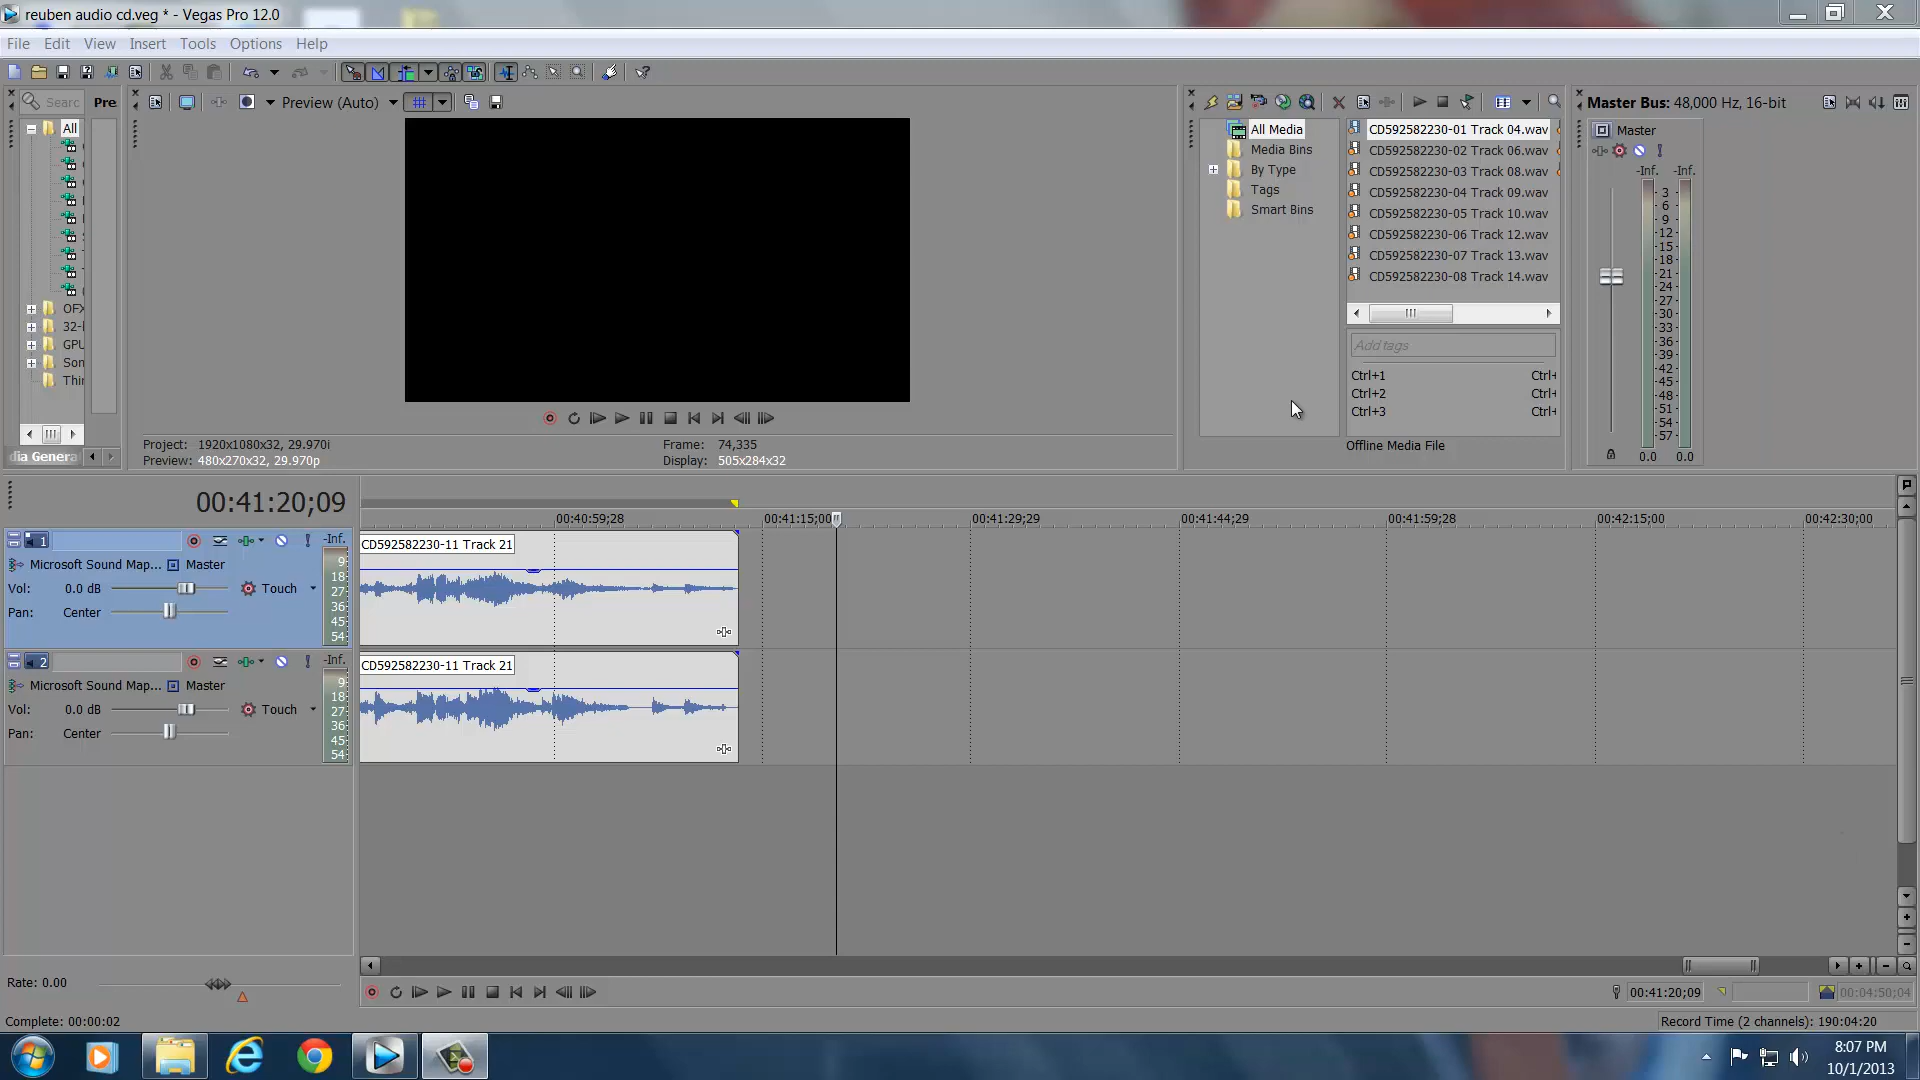 reuben audio cd.veg * - Vegas Pro 12.0
File Edit View Insert Tools Options Help
Searc Pre
All
OFX
32-l
GPU
Son
Thir
dia Genera
Preview (Auto)
Project: 1920x1080x32, 29.970i
Preview: 480x270x32, 29.970p
Frame: 74,335
Display: 505x284x32
All Media
Media Bins
By Type
Tags
Smart Bins
CD592582230-01 Track 04.wav
CD592582230-02 Track 06.wav
CD592582230-03 Track 08.wav
CD592582230-04 Track 09.wav
CD592582230-05 Track 10.wav
CD592582230-06 Track 12.wav
CD592582230-07 Track 13.wav
CD592582230-08 Track 14.wav
Add tags
Ctrl+1 Ctrl+
Ctrl+2 Ctrl+
Ctrl+3 Ctrl+
Offline Media File
Master Bus: 48,000 Hz, 16-bit
Master
-Inf. -Inf.
3
6
9
12
15
18
21
24
27
30
33
36
39
42
45
48
51
54
57
0.0 0.0
00:41:20;09
00:40:59;28 00:41:15;00 00:41:29;29 00:41:44;29 00:41:59;28 00:42:15;00 00:42:30;00
1
-Inf.
Microsoft Sound Map... Master
Vol: 0.0 dB Touch
Pan: Center
9
18
27
36
45
54
CD592582230-11 Track 21
2
-Inf.
Microsoft Sound Map... Master
Vol: 0.0 dB Touch
Pan: Center
9
18
27
36
45
54
CD592582230-11 Track 21
Rate: 0.00
00:41:20;09 00:04:50;04
Complete: 00:00:02
Record Time (2 channels): 190:04:20
8:07 PM
10/1/2013